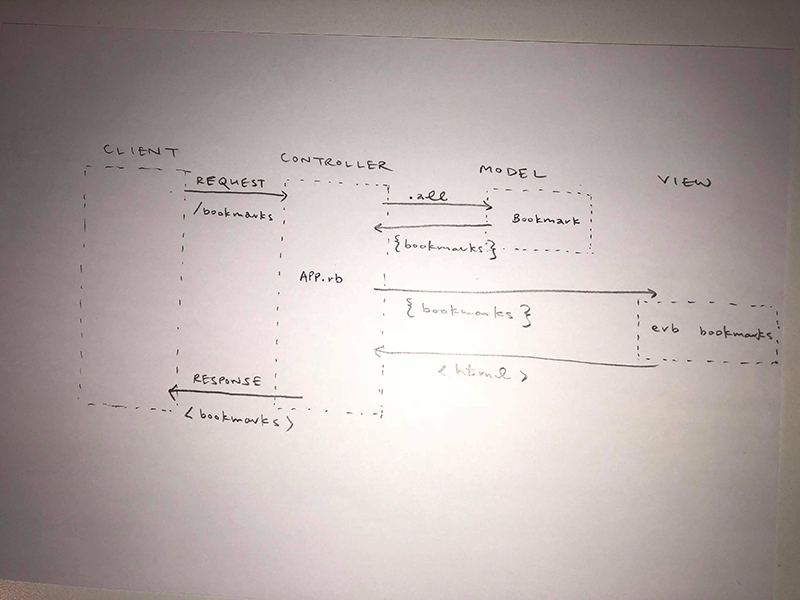 CLIENT
CONTROLLER
MODEL
VIEW
REQUEST
/bookmarks
.all
Bookmark
{bookmarks}
APP.rb
{bookmarks}
erb bookmarks
<html>
RESPONSE
<bookmarks>